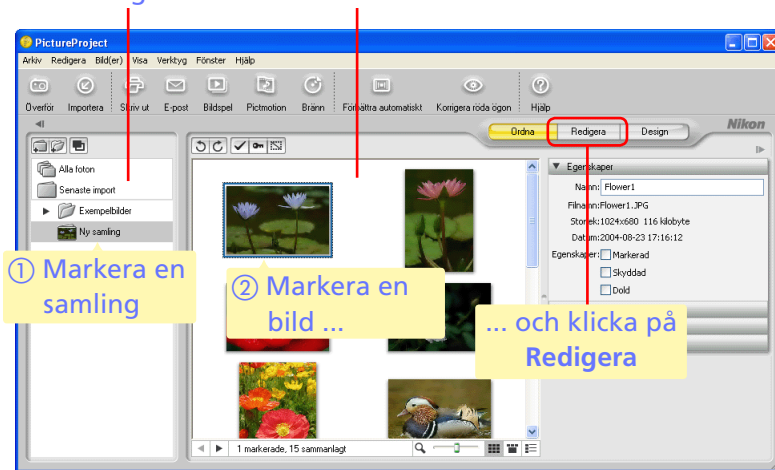 PictureProject
Arkiv Redigera Bild(er) Visa Verktyg Fönster Hjälp
Överför Importera Skriv ut E-post Bildspel Pictmotion Bränn Förbättra automatiskt Korrigera röda ögon Hjälp
Ordna Redigera Design
Nikon
Alla foton
Senaste import
Exempelbilder
Ny samling
① Markera en
samling
② Markera en
bild ...
Egenskaper
Namn: Flower1
Filnamn:Flower1.JPG
Storlek:1024x680 116 kilobyte
Datum:2004-08-23 17:16:12
Egenskaper: Markerad
Skyddad
Dold
... och klicka på
Redigera
1 markerade, 15 sammanlagt